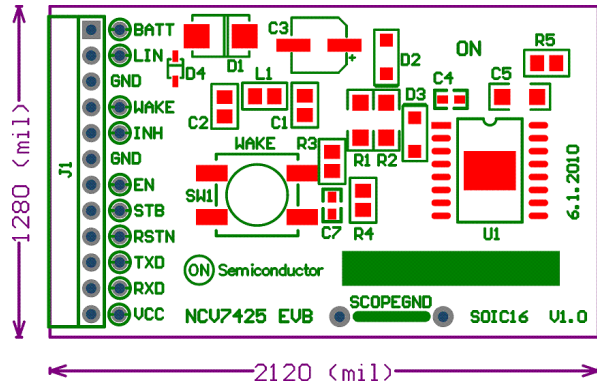 BATT
LIN
GND
WAKE
INH
GND
EN
STB
RSTN
TXD
RXD
VCC
J1
1280 (mil)
2120 (mil)
D1
D4
C3
+
D2
ON
R5
L1
C2
C1
C4
C5
D3
WAKE
R3
R1
R2
SW1
C7
R4
U1
6.1.2010
ON Semiconductor
NCV7425 EVB
SCOPEGND
SOIC16 V1.0